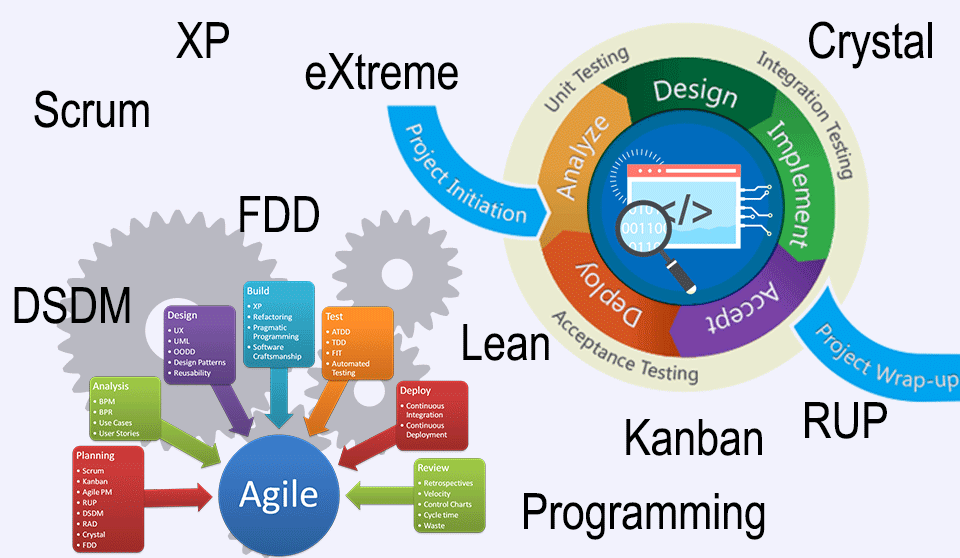 XP
Crystal
eXtreme
Scrum
Unit Testing
Integration Testing
Design
Analyze
Implement
Project Initiation
</>
0101
001100
0110
Deploy
Accept
Acceptance Testing
Project Wrap-up
FDD
DSDM
Lean
RUP
Kanban
Programming
Build
• XP
• Refactoring
• Pragmatic
Programming
• Software
Craftsmanship
Design
• UX
• UML
• OODD
• Design Patterns
• Reusability
Test
• ATDD
• TDD
• FIT
• Automated
Testing
Analysis
• BPM
• BPR
• Use Cases
• User Stories
Deploy
• Continuous
Integration
• Continuous
Deployment
Planning
• Scrum
• Kanban
• Agile PM
• RUP
• DSDM
• RAD
• Crystal
• FDD
Agile
Review
• Retrospectives
• Velocity
• Control Charts
• Cycle time
• Waste